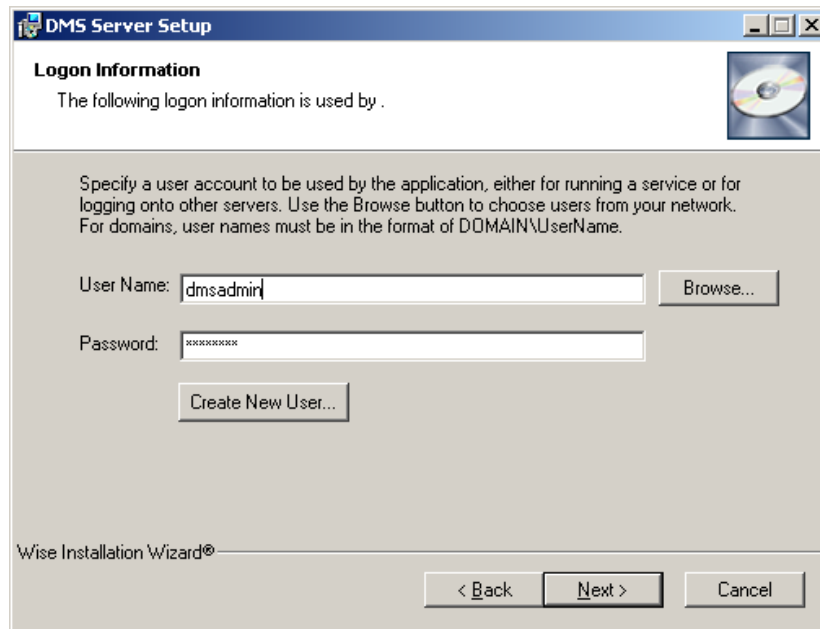 DMS Server Setup
Logon Information
The following logon information is used by .
Specify a user account to be used by the application, either for running a service or for
logging onto other servers. Use the Browse button to choose users from your network.
For domains, user names must be in the format of DOMAIN\UserName.
User Name: dmsadmin Browse...
Password: ********
Create New User...
Wise Installation Wizard®
< Back Next > Cancel